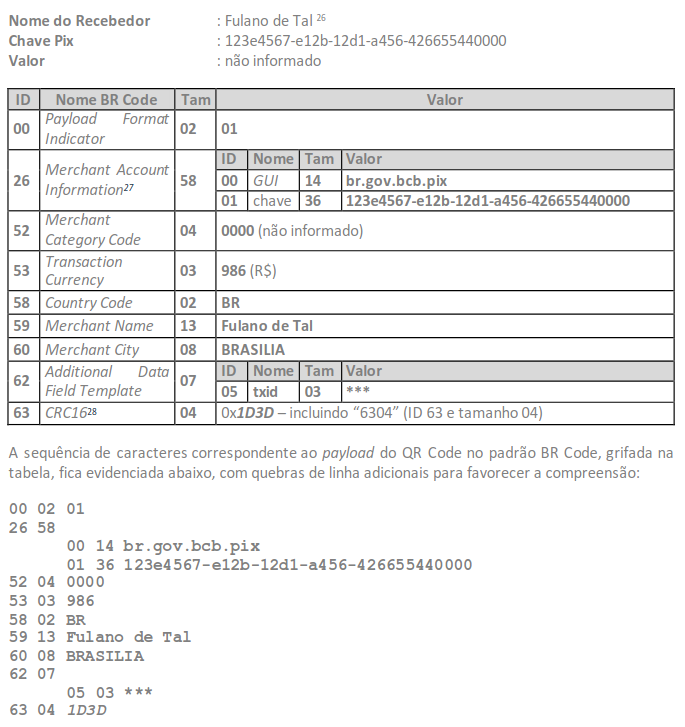 Nome do Recebedor : Fulano de Tal 26
Chave Pix : 123e4567-e12b-12d1-a456-426655440000
Valor : não informado
ID Nome BR Code Tam Valor
00 Payload Format Indicator 02 01
26 Merchant Account Information27 58
ID Nome Tam Valor
00 GUI 14 br.gov.bcb.pix
01 chave 36 123e4567-e12b-12d1-a456-426655440000
52 Merchant Category Code 04 0000 (não informado)
53 Transaction Currency 03 986 (R$)
58 Country Code 02 BR
59 Merchant Name 13 Fulano de Tal
60 Merchant City 08 BRASILIA
62 Additional Data Field Template 07
ID Nome Tam Valor
05 txid 03 ***
63 CRC1628 04 0x1D3D – incluindo “6304” (ID 63 e tamanho 04)
A sequência de caracteres correspondente ao payload do QR Code no padrão BR Code, grifada na
tabela, fica evidenciada abaixo, com quebras de linha adicionais para favorecer a compreensão:
00 02 01
26 58
00 14 br.gov.bcb.pix
01 36 123e4567-e12b-12d1-a456-426655440000
52 04 0000
53 03 986
58 02 BR
59 13 Fulano de Tal
60 08 BRASILIA
62 07
05 03 ***
63 04 1D3D